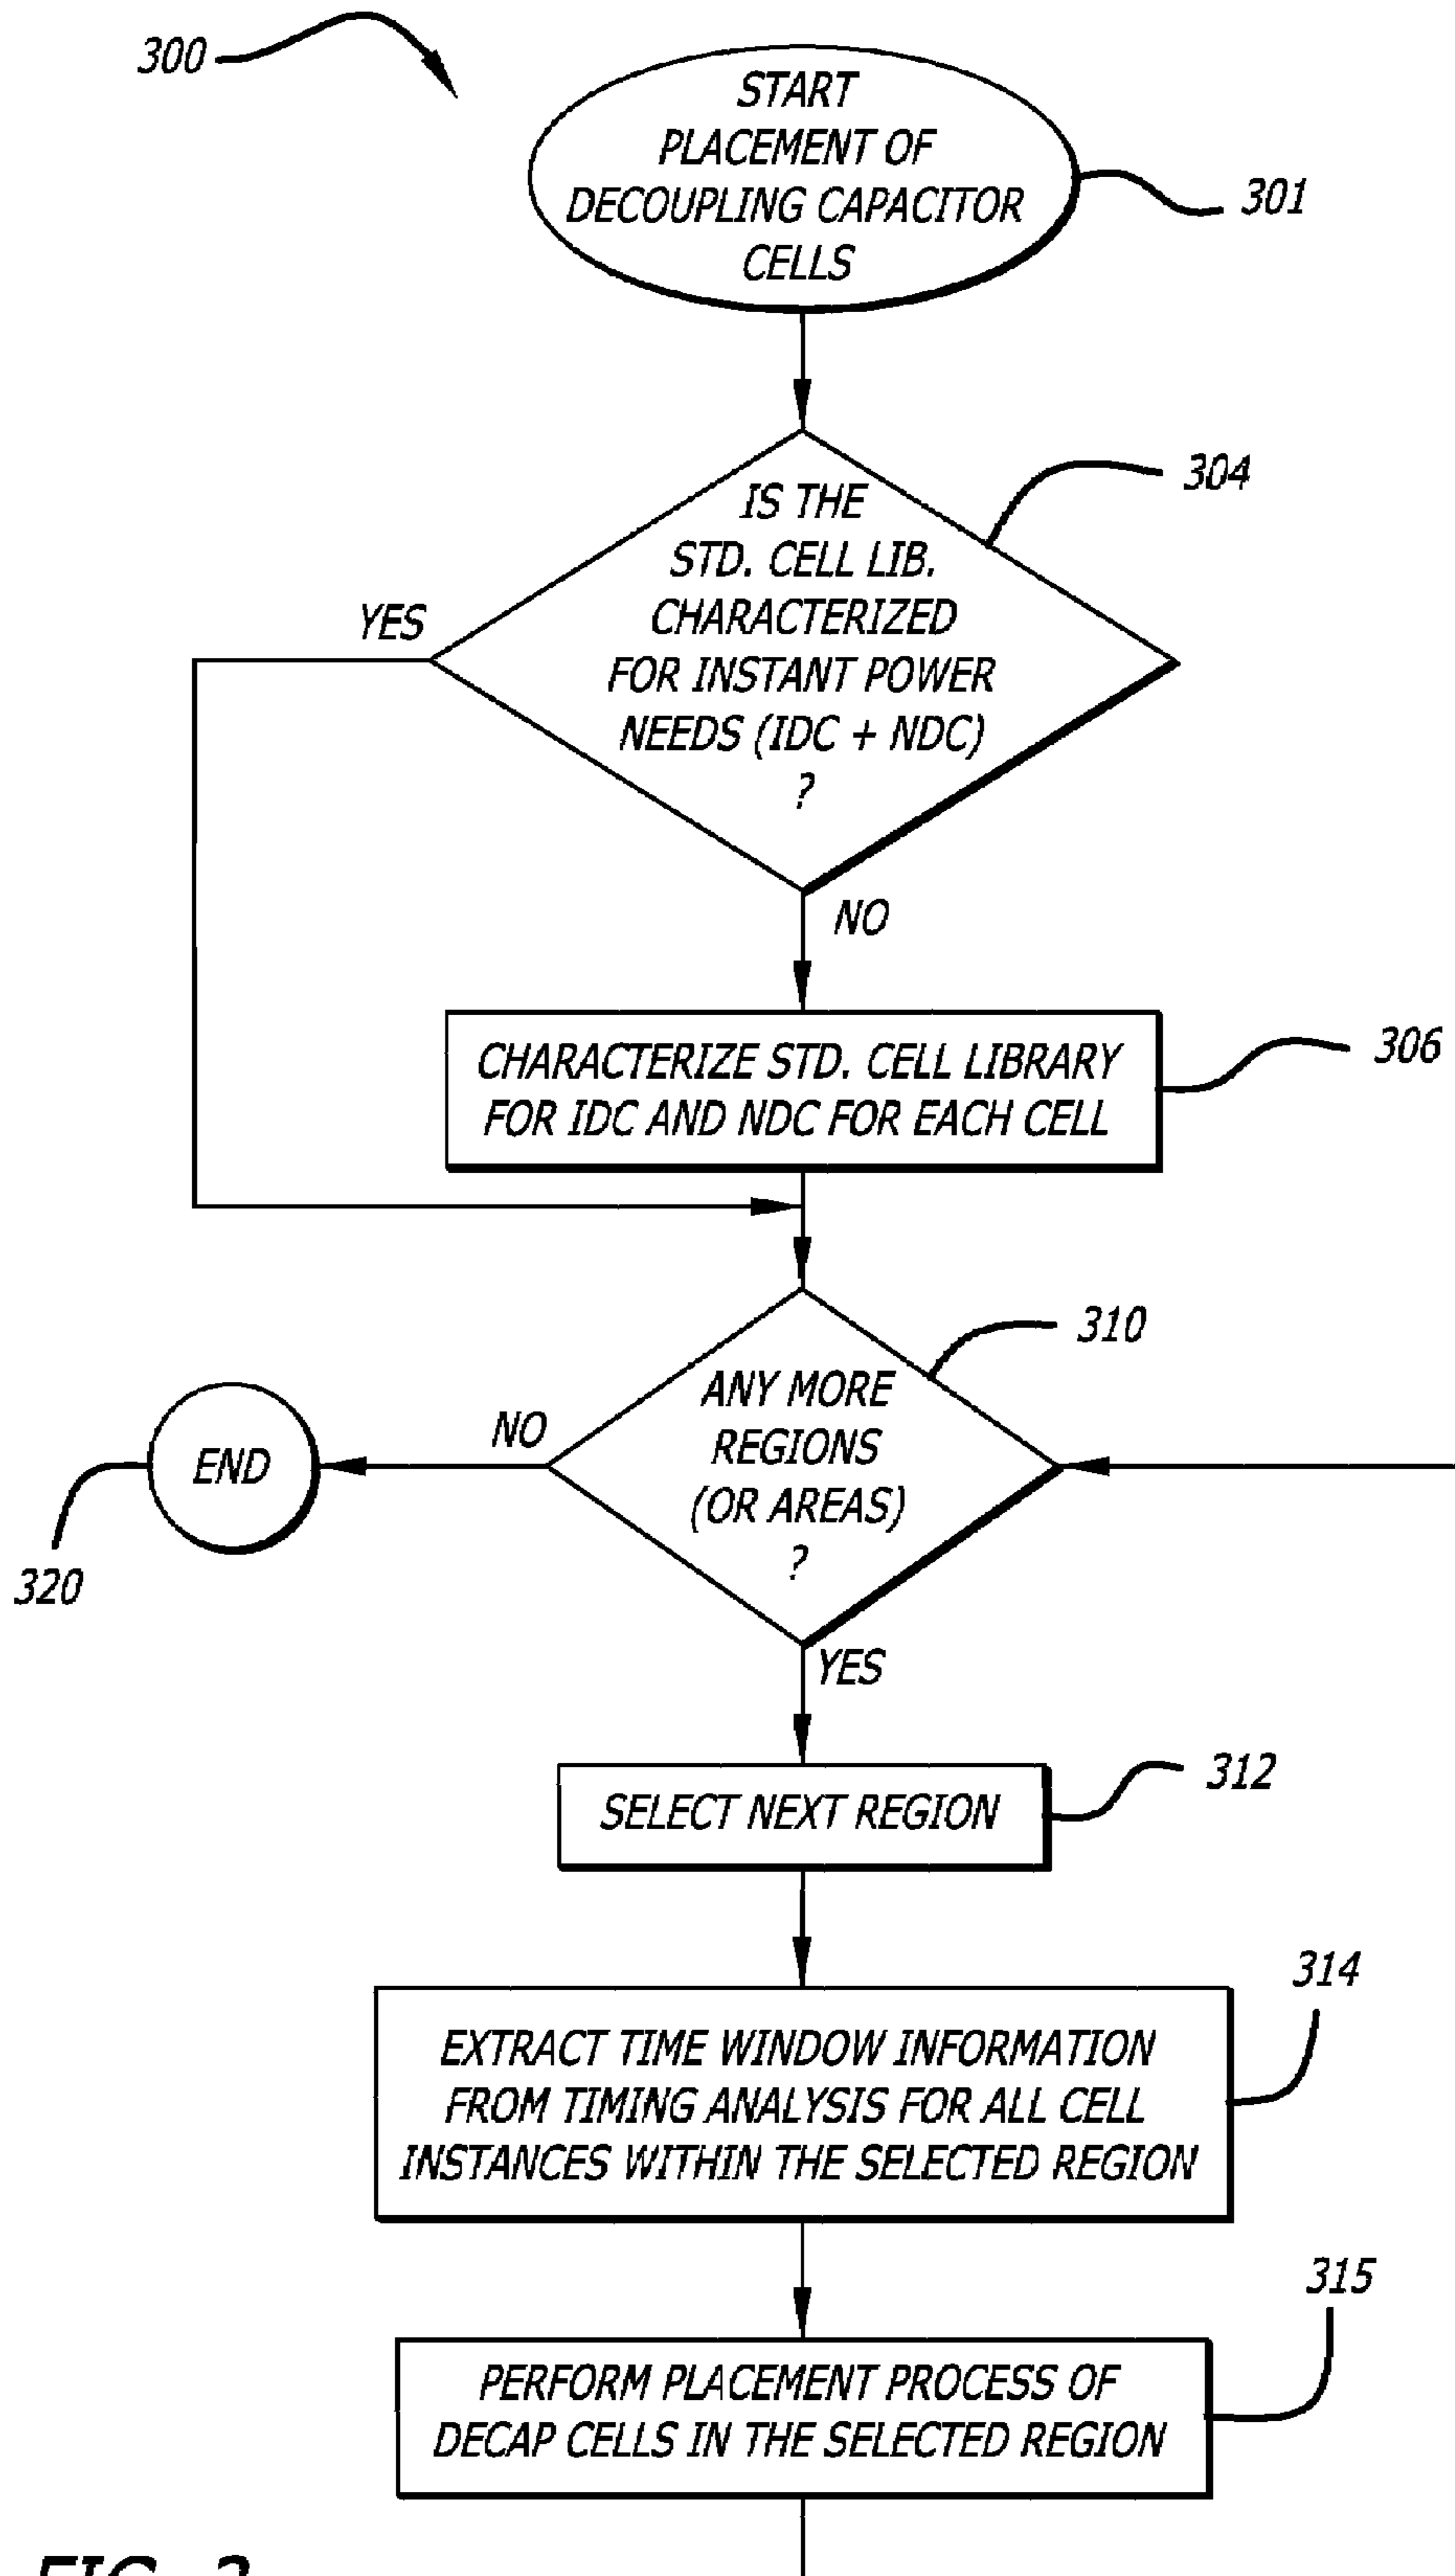 300
START
PLACEMENT OF
DECOUPLING CAPACITOR
CELLS
301
IS THE
STD. CELL LIB.
CHARACTERIZED
FOR INSTANT POWER
NEEDS (IDC + NDC)
?
304
YES
NO
CHARACTERIZE STD. CELL LIBRARY
FOR IDC AND NDC FOR EACH CELL
306
ANY MORE
REGIONS
(OR AREAS)
?
310
NO
END
320
YES
SELECT NEXT REGION
312
EXTRACT TIME WINDOW INFORMATION
FROM TIMING ANALYSIS FOR ALL CELL
INSTANCES WITHIN THE SELECTED REGION
314
PERFORM PLACEMENT PROCESS OF
DECAP CELLS IN THE SELECTED REGION
315